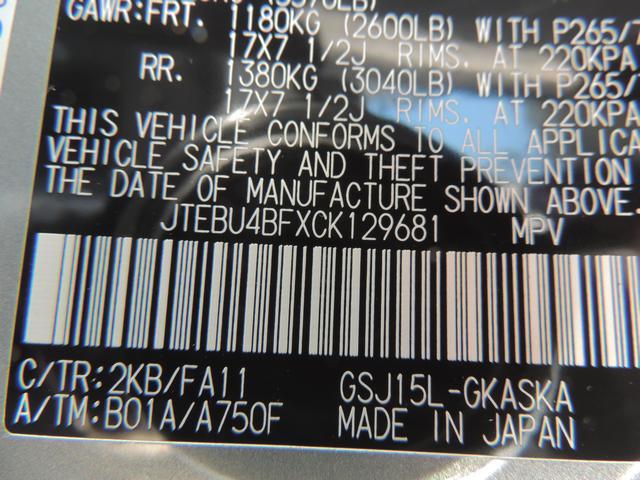 GAWR:FRT. 1180KG (2600LB) WITH P265/7
17X7 1/2J RIMS. AT 220KPA
RR. 1380KG (3040LB) WITH P265/
17X7 1/2J RIMS. AT 220KPA
THIS VEHICLE CONFORMS TO ALL APPLICA
VEHICLE SAFETY AND THEFT PREVENTION
THE DATE OF MANUFACTURE SHOWN ABOVE.
JTEBU4BFXCK129681 MPV
C/TR:2KB/FA11 GSJ15L-GKASKA
A/TM:B01A/A750F MADE IN JAPAN